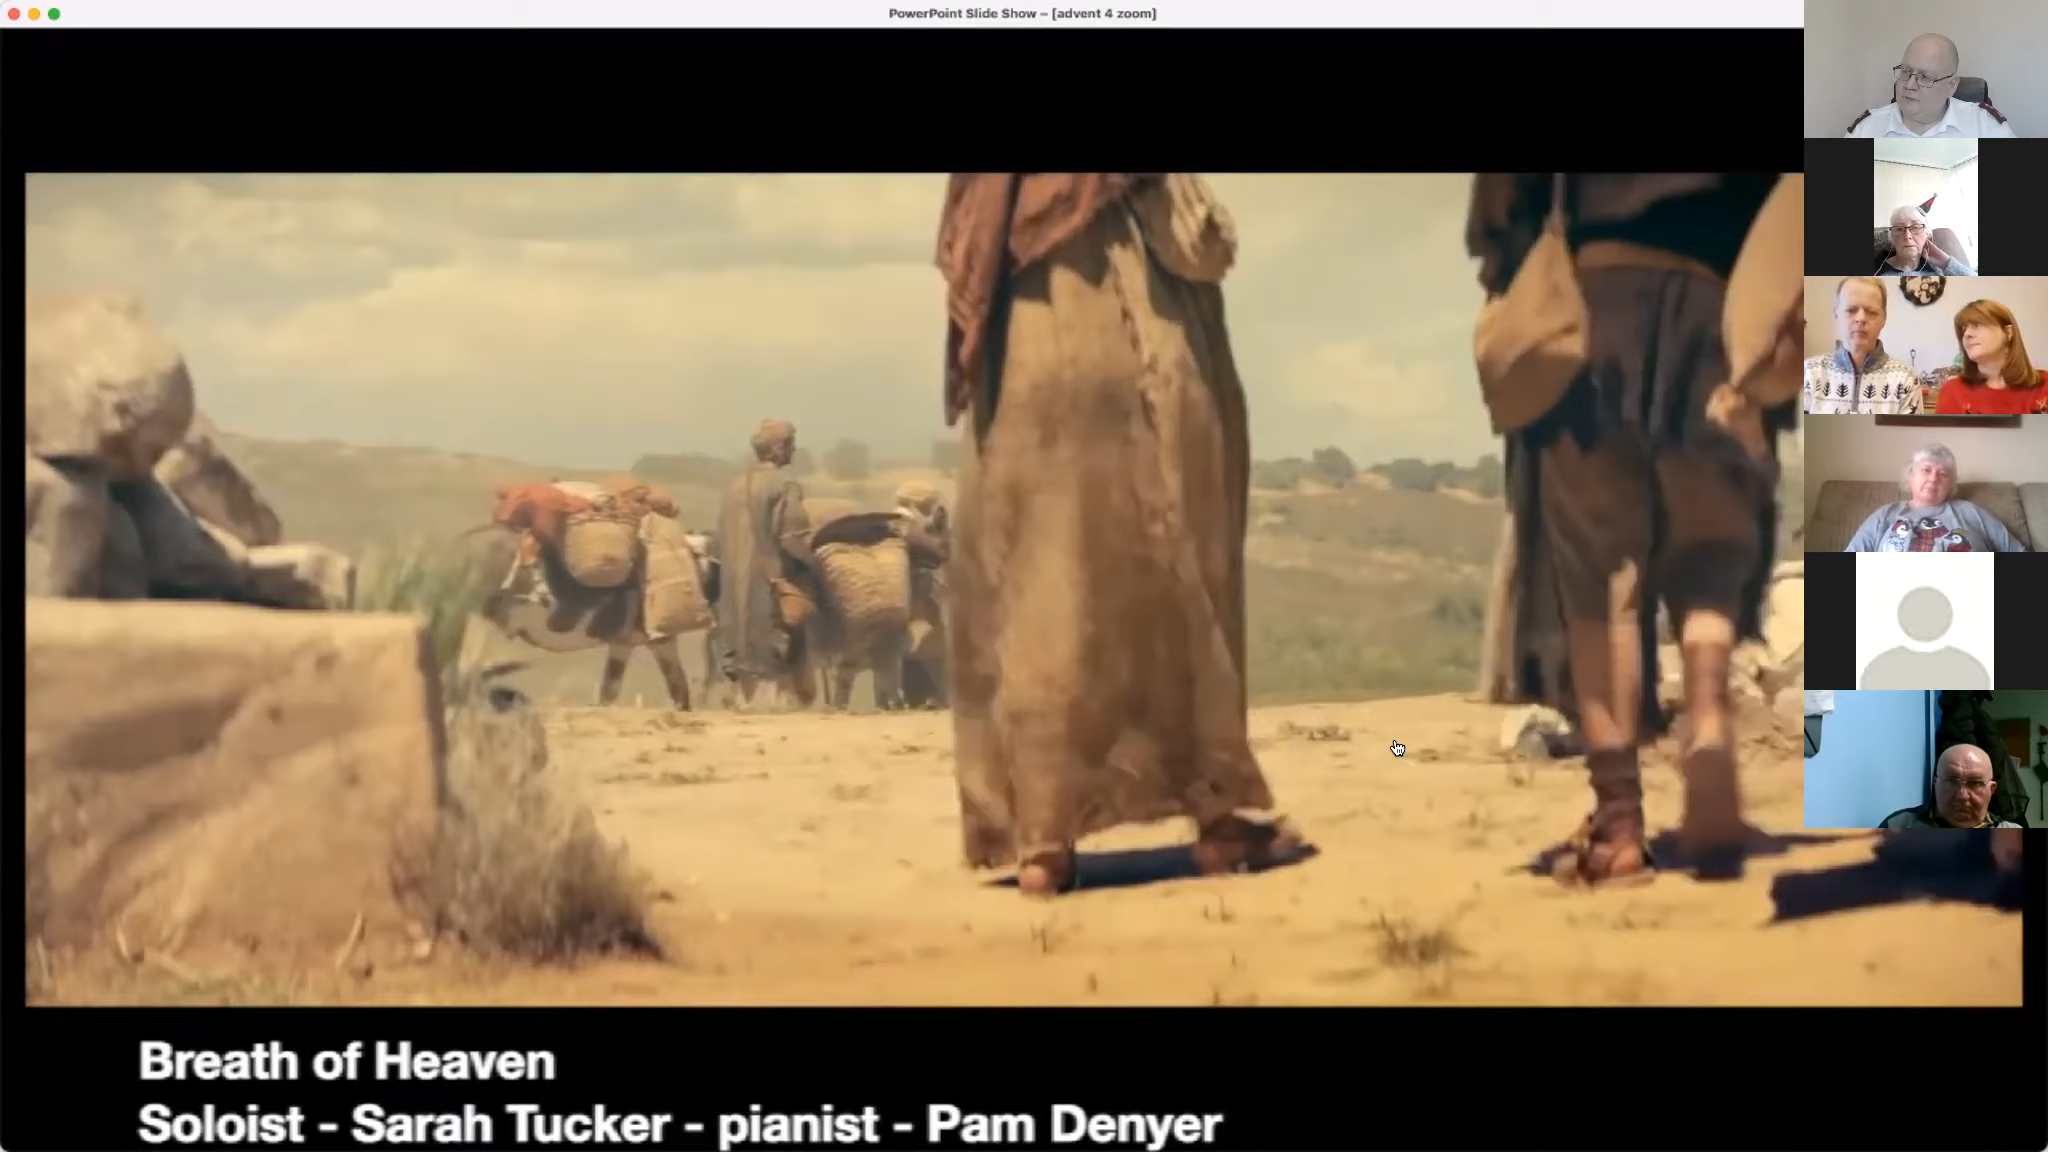 PowerPoint Slide Show – [advent 4 zoom]
Breath of Heaven
Soloist - Sarah Tucker - pianist - Pam Denyer